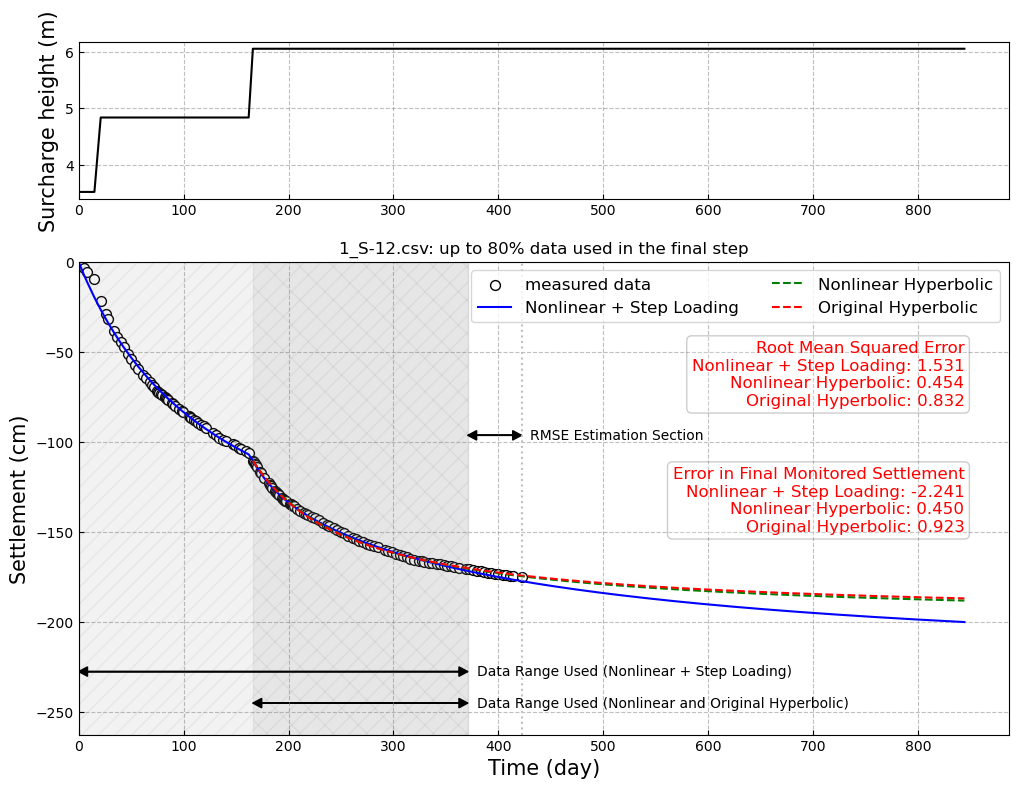 Surcharge height (m)
6
5
4
0 100 200 300 400 500 600 700 800
1_S-12.csv: up to 80% data used in the final step
measured data
Nonlinear + Step Loading
Nonlinear Hyperbolic
Original Hyperbolic
Root Mean Squared Error
Nonlinear + Step Loading: 1.531
Nonlinear Hyperbolic: 0.454
Original Hyperbolic: 0.832
RMSE Estimation Section
Error in Final Monitored Settlement
Nonlinear + Step Loading: -2.241
Nonlinear Hyperbolic: 0.450
Original Hyperbolic: 0.923
Data Range Used (Nonlinear + Step Loading)
Data Range Used (Nonlinear and Original Hyperbolic)
Settlement (cm)
0
−50
−100
−150
−200
−250
0 100 200 300 400 500 600 700 800
Time (day)